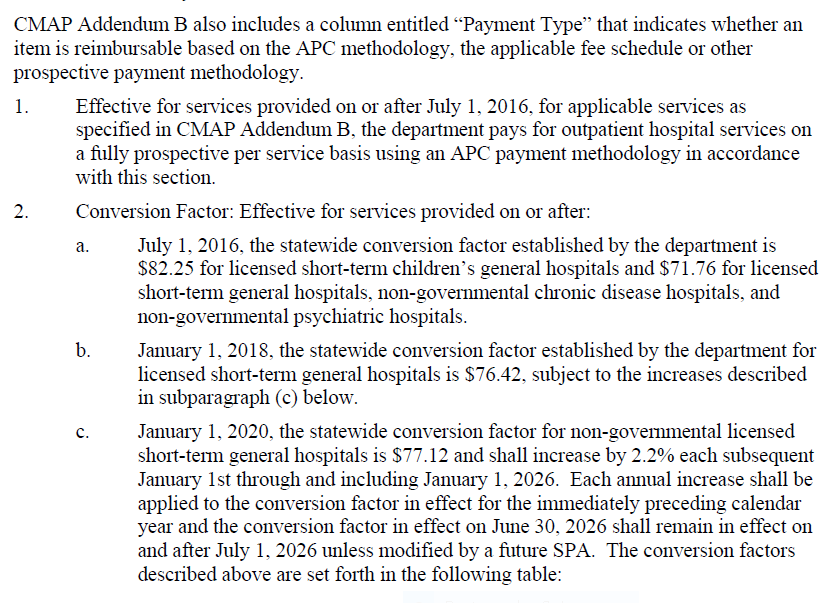 CMAP Addendum B also includes a column entitled “Payment Type” that indicates whether an
item is reimbursable based on the APC methodology, the applicable fee schedule or other
prospective payment methodology.
1. Effective for services provided on or after July 1, 2016, for applicable services as
specified in CMAP Addendum B, the department pays for outpatient hospital services on
a fully prospective per service basis using an APC payment methodology in accordance
with this section.
2. Conversion Factor: Effective for services provided on or after:
a. July 1, 2016, the statewide conversion factor established by the department is
$82.25 for licensed short-term children’s general hospitals and $71.76 for licensed
short-term general hospitals, non-governmental chronic disease hospitals, and
non-governmental psychiatric hospitals.
b. January 1, 2018, the statewide conversion factor established by the department for
licensed short-term general hospitals is $76.42, subject to the increases described
in subparagraph (c) below.
c. January 1, 2020, the statewide conversion factor for non-governmental licensed
short-term general hospitals is $77.12 and shall increase by 2.2% each subsequent
January 1st through and including January 1, 2026.  Each annual increase shall be
applied to the conversion factor in effect for the immediately preceding calendar
year and the conversion factor in effect on June 30, 2026 shall remain in effect on
and after July 1, 2026 unless modified by a future SPA.  The conversion factors
described above are set forth in the following table: